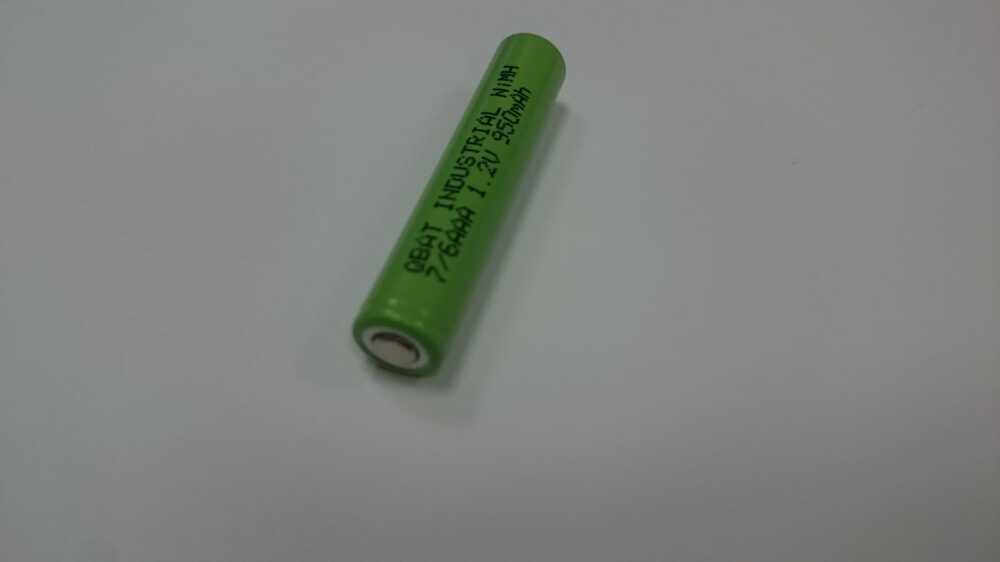 QBAT INDUSTRIAL NiMH
7/6AAA 1.2V 950mAh